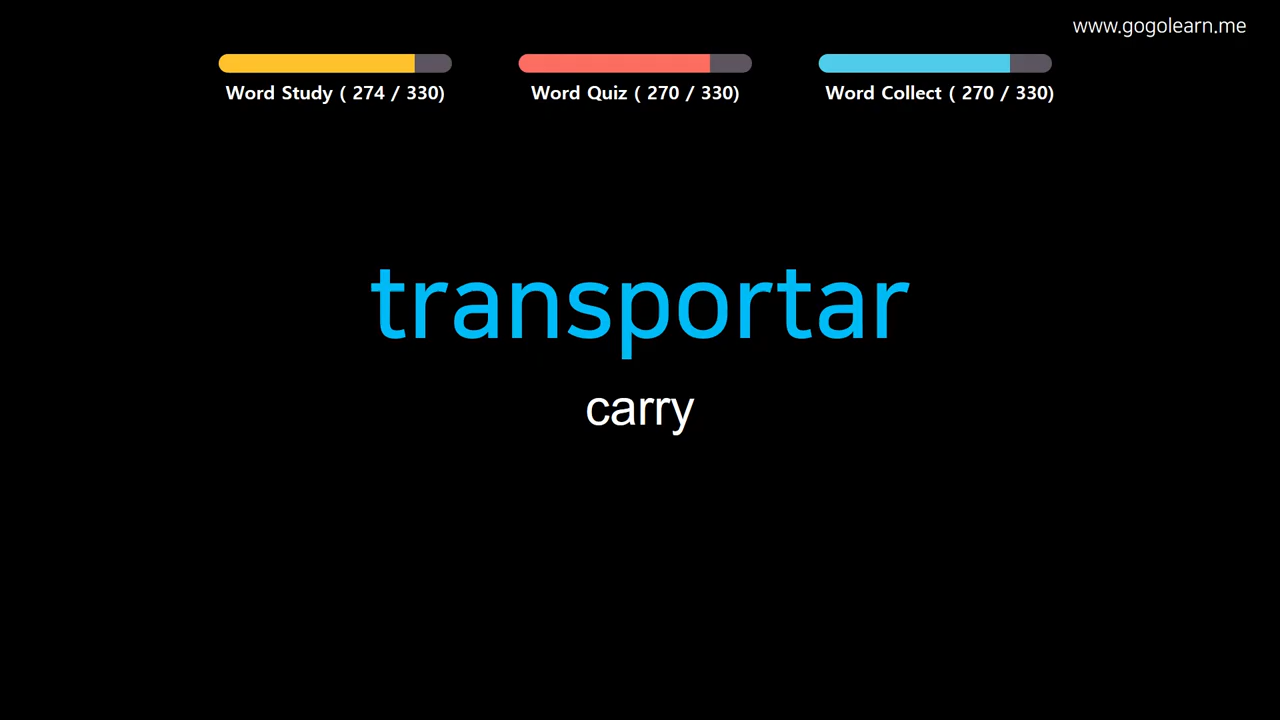 www.gogolearn.me
Word Study ( 274 / 330)
Word Quiz ( 270 / 330)
Word Collect ( 270 / 330)
transportar
carry